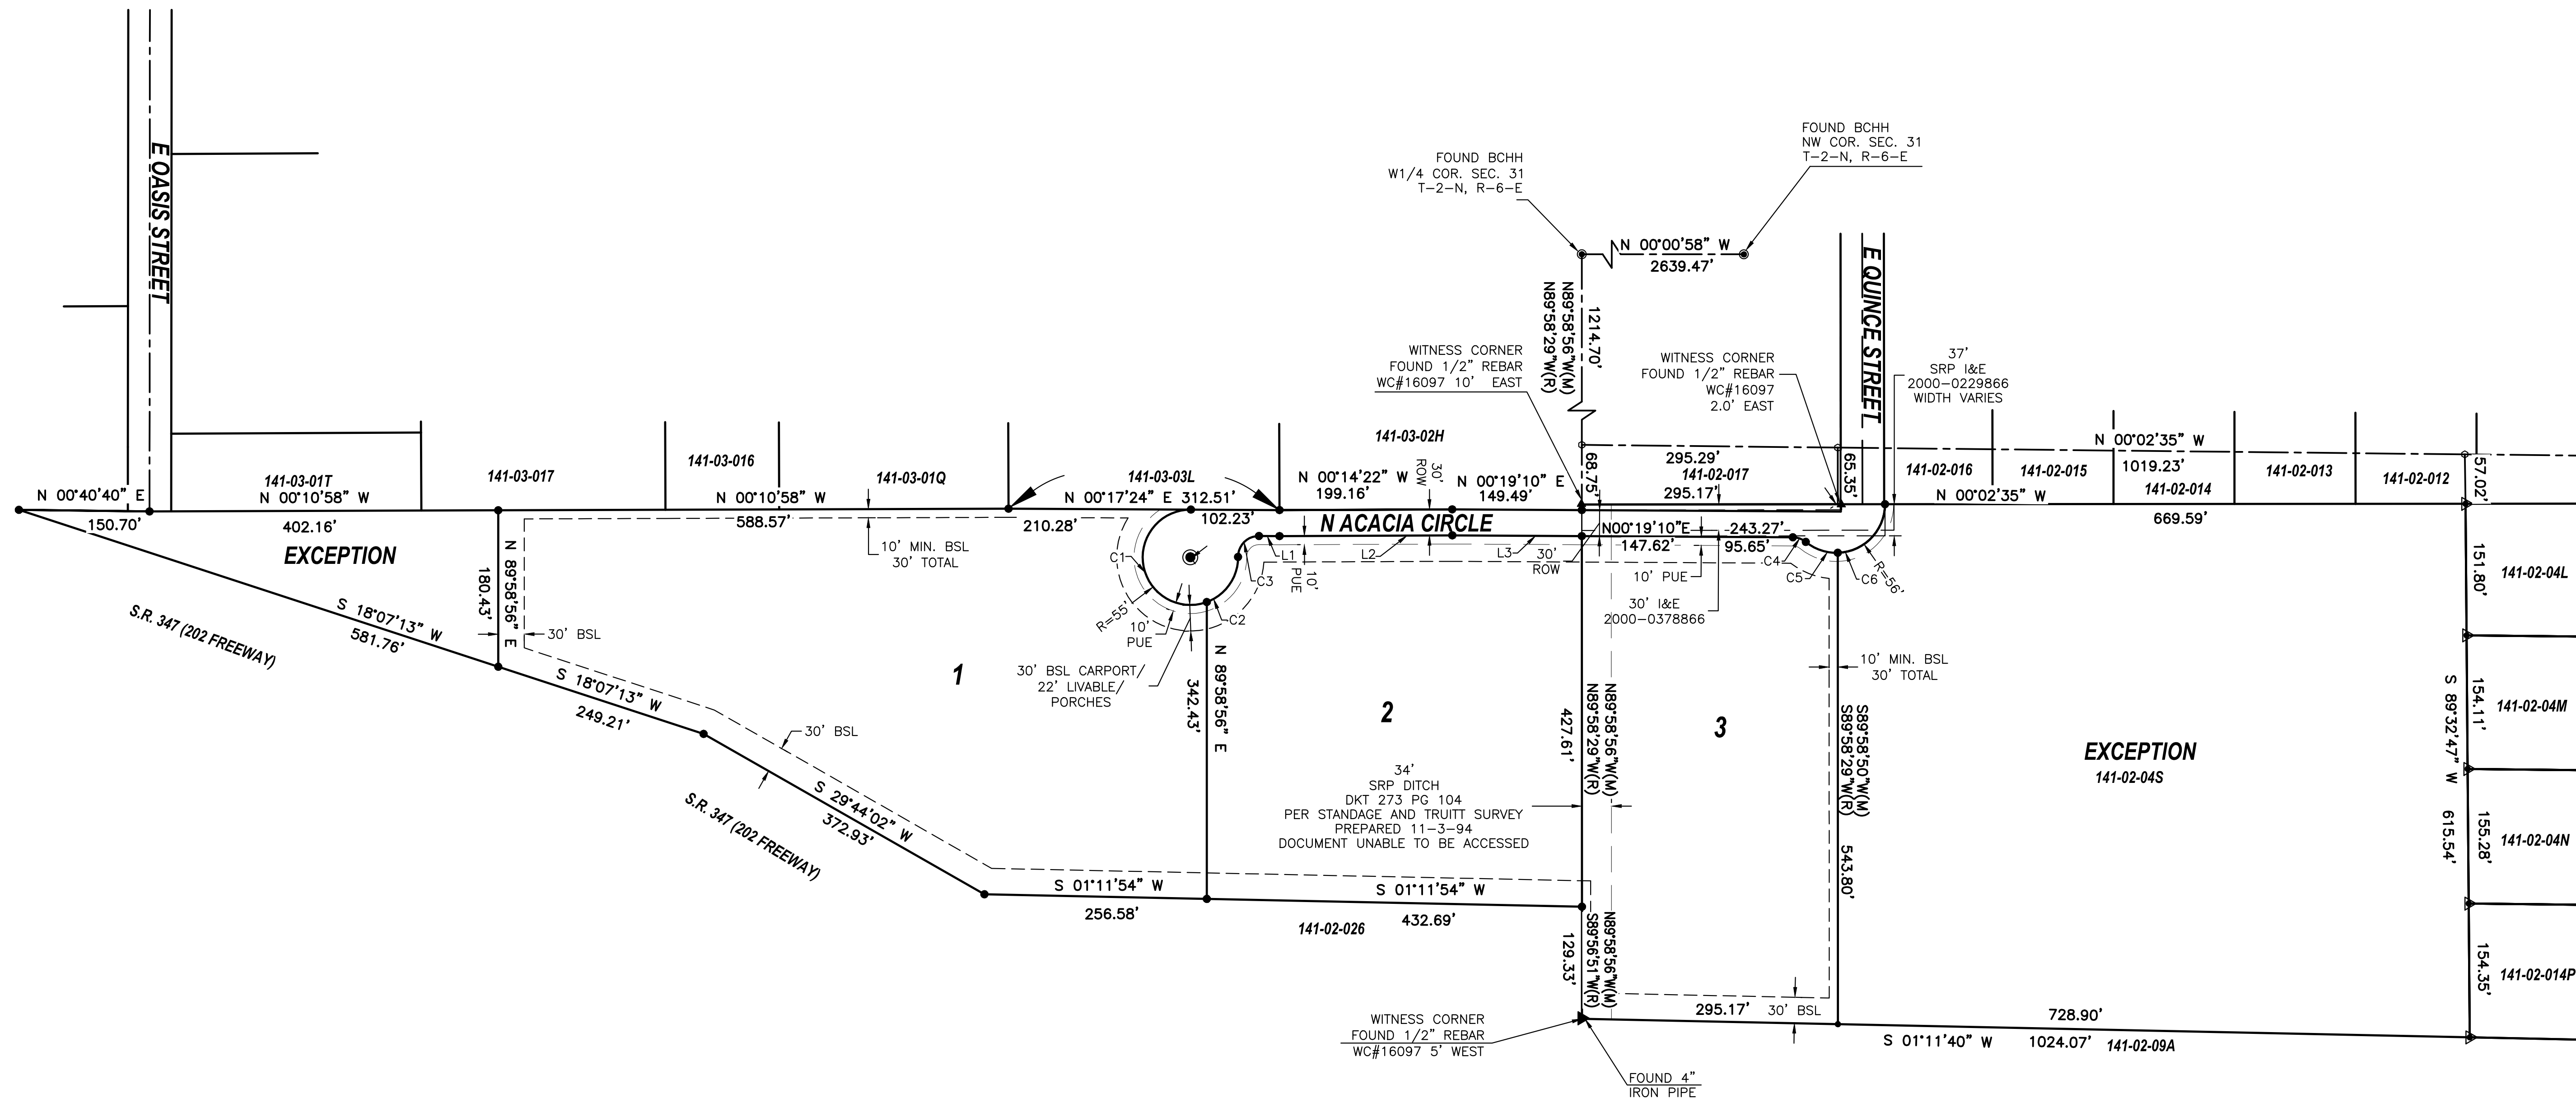 E OASIS STREET
FOUND BCHH
NW COR. SEC. 31
T-2-N, R-6-E
FOUND BCHH
W1/4 COR. SEC. 31
T-2-N, R-6-E
N 00°00'58" W
2639.47'
E QUINCE STREET
1214.70'
N89°58'56"W(M)
N89°58'29"W(R)
WITNESS CORNER
FOUND 1/2" REBAR
WC#16097 10' EAST
WITNESS CORNER
FOUND 1/2" REBAR
WC#16097
2.0' EAST
37'
SRP I&E
2000-0229866
WIDTH VARIES
141-03-01T
141-03-017
141-03-016
141-03-01Q
141-03-03L
141-03-02H
295.29'
141-02-017
295.17'
68.75'
65.35'
N 00°02'35" W
1019.23'
141-02-016
141-02-015
141-02-014
141-02-013
141-02-012
57.02'
N 00°40'40" E
150.70'
N 00°10'58" W
402.16'
N 00°10'58" W
588.57'
N 00°17'24" E 312.51'
210.28'
102.23'
N 00°14'22" W
199.16'
30'
ROW
N 00°19'10" E
149.49'
N 00°02'35" W
669.59'
N ACACIA CIRCLE
N00°19'10"E
243.27'
147.62'
95.65'
EXCEPTION
10' MIN. BSL
30' TOTAL
C1
L1
L2
L3
30'
ROW
10'
PUE
C3
C2
R=55'
10'
PUE
10' PUE
C4
C5
C6
R=56'
30' I&E
2000-0378866
N 89°58'56" E
180.43'
30' BSL
S 18°07'13" W
581.76'
S.R. 347 (202 FREEWAY)
S 18°07'13" W
249.21'
30' BSL
1
30' BSL CARPORT/
22' LIVABLE/
PORCHES
N 89°58'56" E
342.43'
2
427.61'
N89°58'56"W(M)
N89°58'29"W(R)
3
10' MIN. BSL
30' TOTAL
S89°58'50"W(M)
S89°58'29"W(R)
543.80'
EXCEPTION
141-02-04S
S 89°32'47" W
615.54'
151.80'
141-02-04L
154.11'
141-02-04M
155.28'
141-02-04N
154.35'
141-02-014P
S 29°44'02" W
372.93'
S.R. 347 (202 FREEWAY)
34'
SRP DITCH
DKT 273 PG 104
PER STANDAGE AND TRUITT SURVEY
PREPARED 11-3-94
DOCUMENT UNABLE TO BE ACCESSED
S 01°11'54" W
256.58'
S 01°11'54" W
432.69'
141-02-026
129.33'
N89°58'56"W(M)
S89°56'51"W(R)
295.17'
30' BSL
728.90'
S 01°11'40" W
1024.07'
141-02-09A
WITNESS CORNER
FOUND 1/2" REBAR
WC#16097 5' WEST
FOUND 4"
IRON PIPE